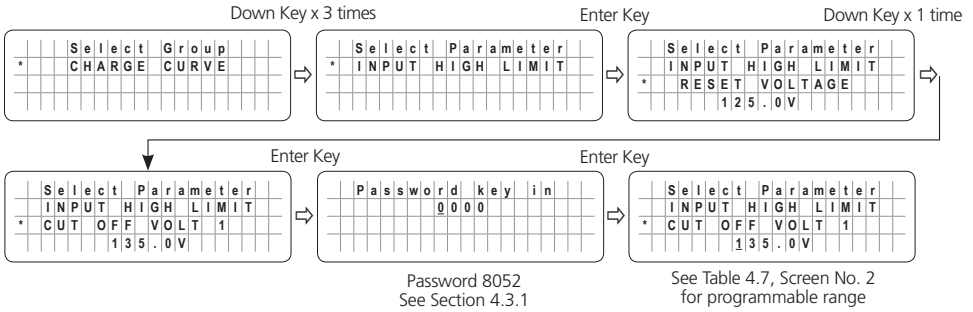 Down Key x 3 times
Enter Key
Down Key x 1 time
Select Group
* CHARGE CURVE
Select Parameter
* INPUT HIGH LIMIT
Select Parameter
INPUT HIGH LIMIT
* RESET VOLTAGE
125.0V
Enter Key
Enter Key
Select Parameter
INPUT HIGH LIMIT
* CUT OFF VOLT 1
135.0V
Password key in
0000
Select Parameter
INPUT HIGH LIMIT
* CUT OFF VOLT 1
135.0V
Password 8052
See Section 4.3.1
See Table 4.7, Screen No. 2
for programmable range